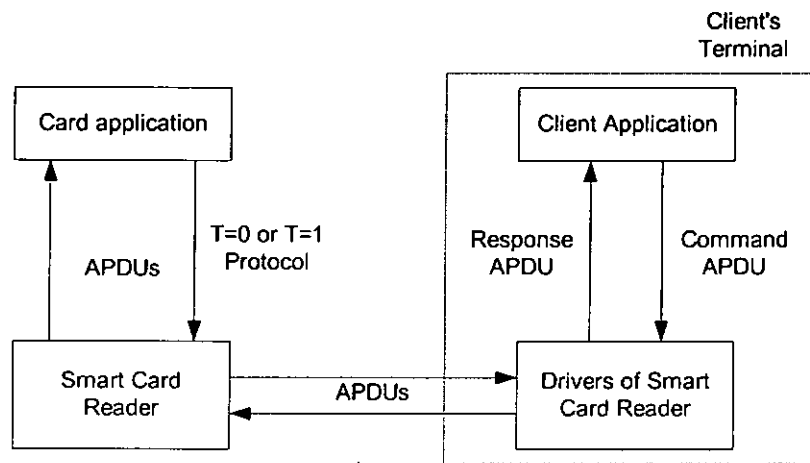 Client's
Terminal
Card application
Client Application
T=0 or T=1
Protocol
APDUs
Response
APDU
Command
APDU
Smart Card
Reader
APDUs
Drivers of Smart
Card Reader